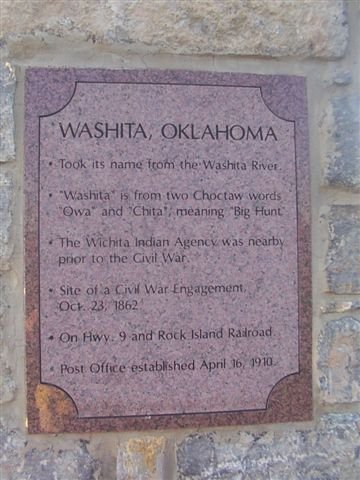 WASHITA, OKLAHOMA
• Took its name from the Washita River.
• "Washita" is from two Choctaw words
"Owa" and "Chita", meaning "Big Hunt"
• The Wichita Indian Agency was nearby
prior to the Civil War.
• Site of a Civil War Engagement,
Oct. 23, 1862
• On Hwy. 9 and Rock Island Railroad.
• Post Office established April 16, 1910.